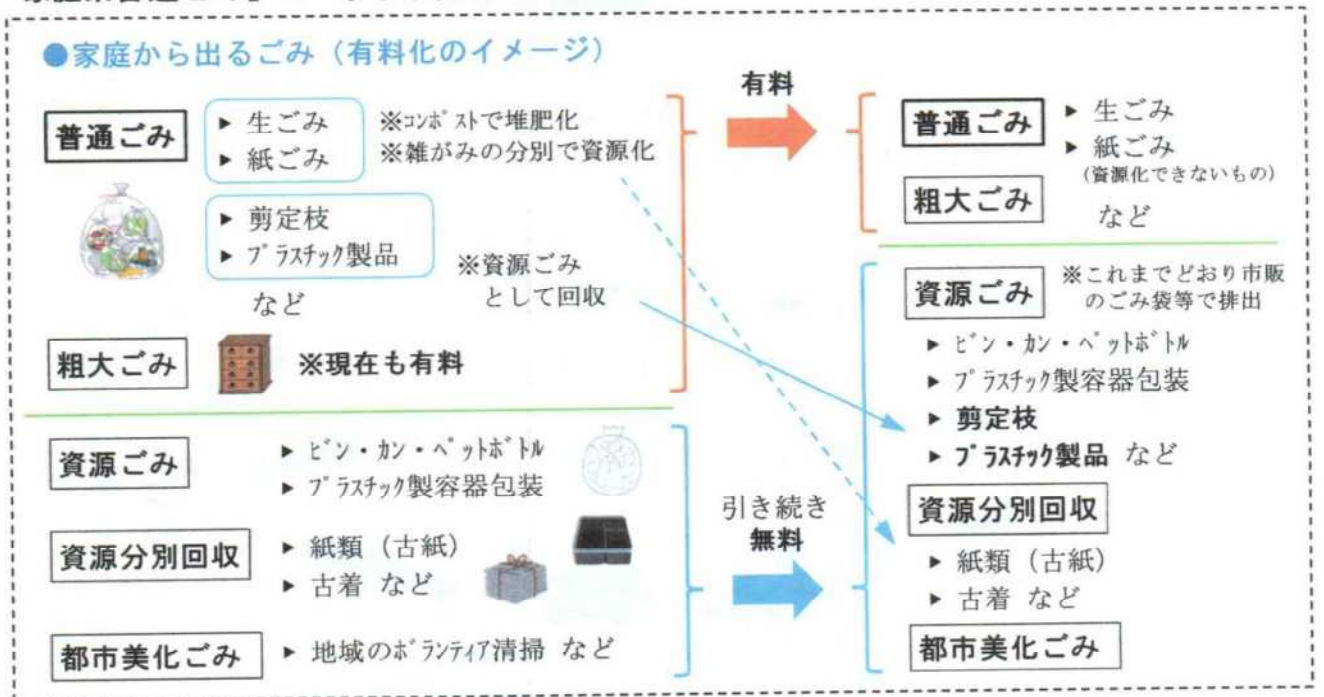 ●家庭から出るごみ（有料化のイメージ）
普通ごみ
▶ 生ごみ
▶ 紙ごみ
※ｺﾝﾎﾟｽﾄで堆肥化
※雑がみの分別で資源化
▶ 剪定枝
▶ ﾌﾟﾗｽﾁｯｸ製品
など
※資源ごみ
として回収
粗大ごみ
※現在も有料
資源ごみ
▶ ﾋﾞﾝ・ｶﾝ・ﾍﾟｯﾄﾎﾞﾄﾙ
▶ ﾌﾟﾗｽﾁｯｸ製容器包装
資源分別回収
▶ 紙類（古紙）
▶ 古着 など
都市美化ごみ
▶ 地域のﾎﾞﾗﾝﾃｨｱ清掃 など
有料
引き続き
無料
普通ごみ
▶ 生ごみ
▶ 紙ごみ
（資源化できないもの）
粗大ごみ
など
資源ごみ
※これまでどおり市販
のごみ袋等で排出
▶ ﾋﾞﾝ・ｶﾝ・ﾍﾟｯﾄﾎﾞﾄﾙ
▶ ﾌﾟﾗｽﾁｯｸ製容器包装
▶ 剪定枝
▶ ﾌﾟﾗｽﾁｯｸ製品 など
資源分別回収
▶ 紙類（古紙）
▶ 古着 など
都市美化ごみ